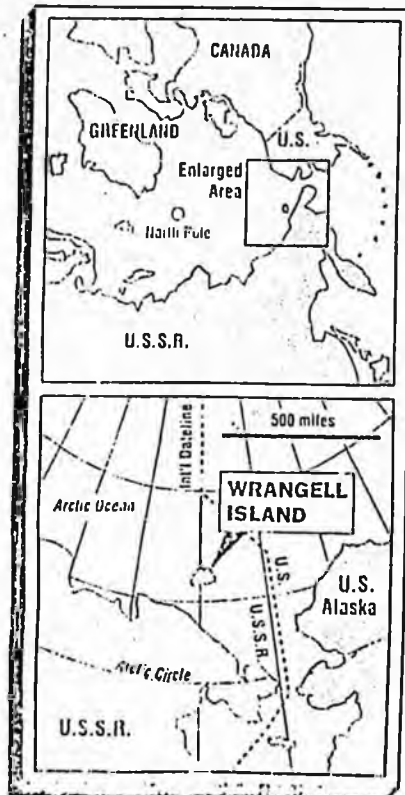 CANADA
GREENLAND
U.S.
Enlarged
Area
North Pole
U.S.S.R.
Int'l Dateline
500 miles
WRANGELL
ISLAND
Arctic Ocean
U.S.
U.S.S.R.
U.S.
Alaska
Arctic Circle
U.S.S.R.